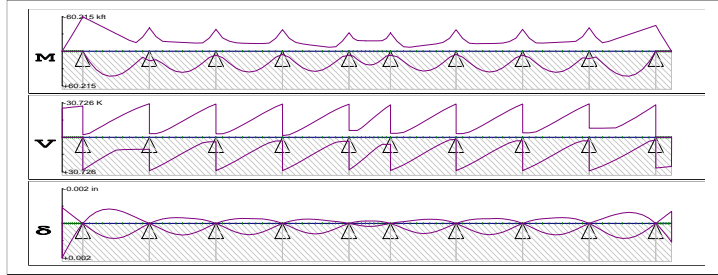 -60.215 kft
M
+60.215
-30.726 K
V
+30.726
-0.002 in
δ
+0.002